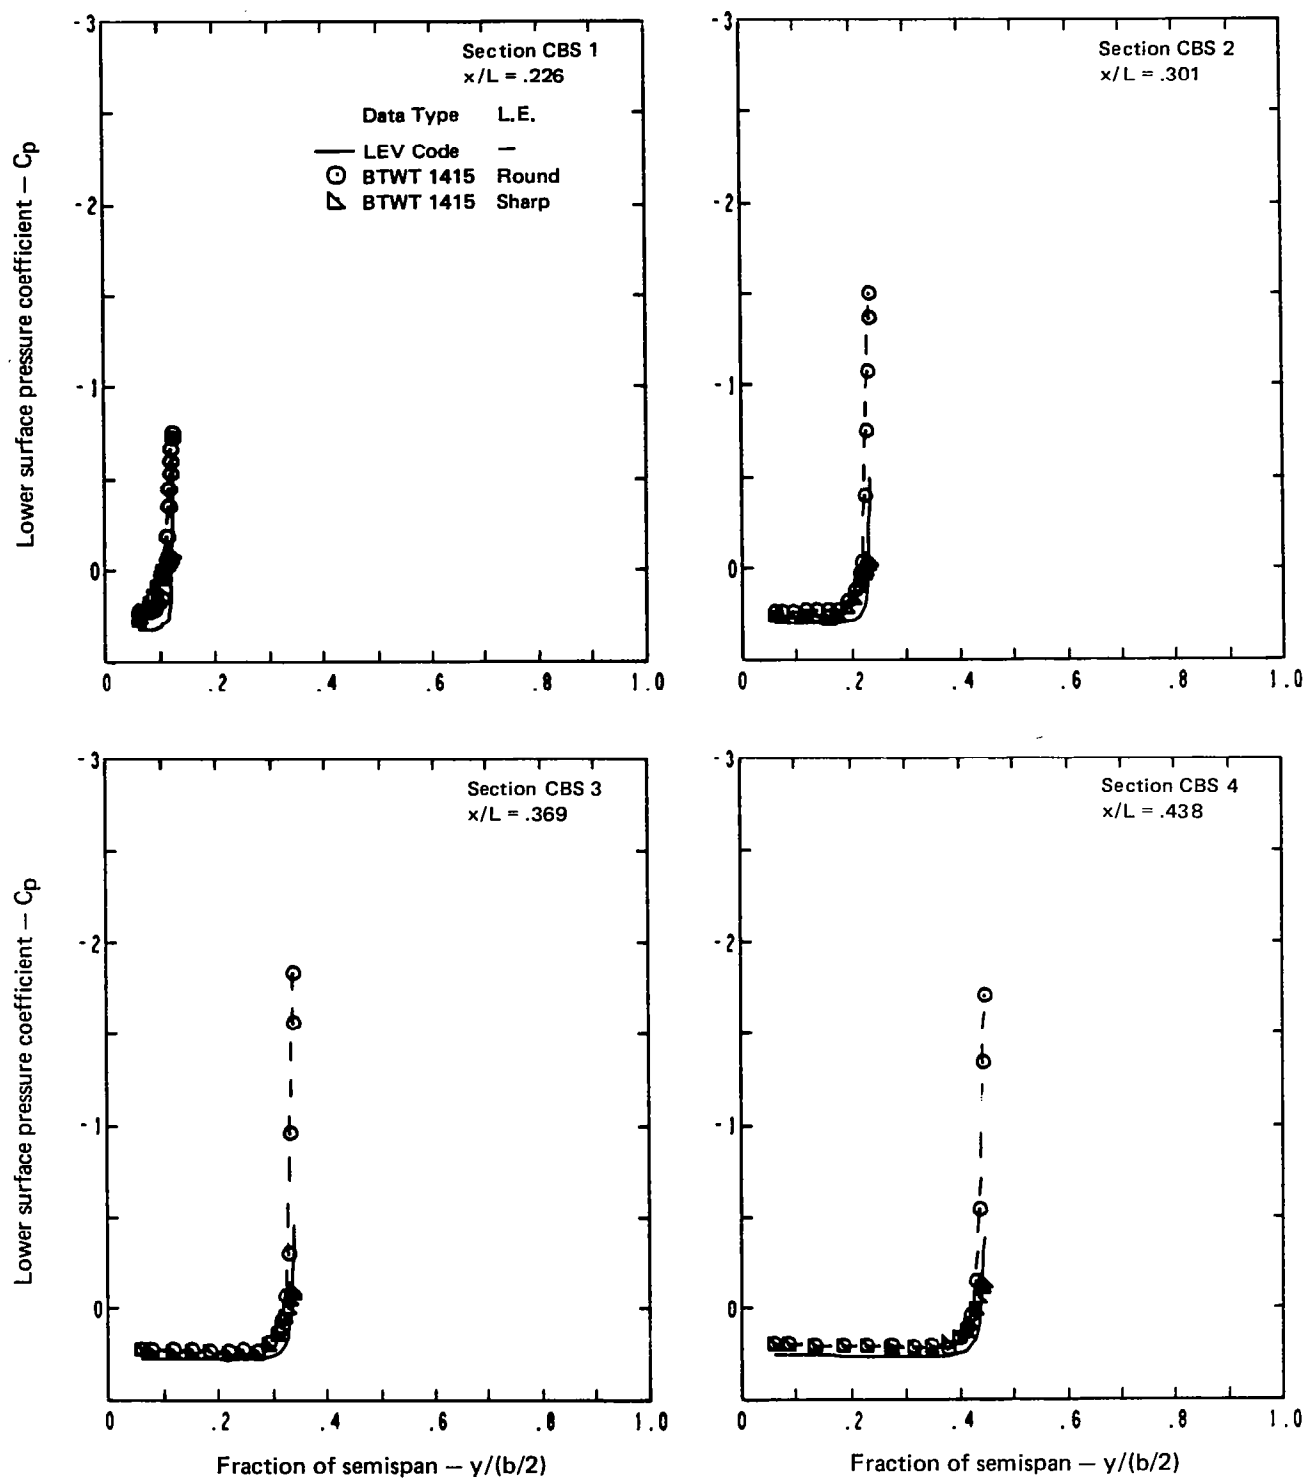 Section CBS 1
x/L = .226
Data Type L.E.
LEV Code –
BTWT 1415 Round
BTWT 1415 Sharp
Lower surface pressure coefficient – Cp
-3
-2
-1
0
0 .2 .4 .6 .8 1.0
Section CBS 2
x/L = .301
-3
-2
-1
0
0 .2 .4 .6 .8 1.0
Section CBS 3
x/L = .369
Lower surface pressure coefficient – Cp
-3
-2
-1
0
0 .2 .4 .6 .8 1.0
Fraction of semispan – y/(b/2)
Section CBS 4
x/L = .438
-3
-2
-1
0
0 .2 .4 .6 .8 1.0
Fraction of semispan – y/(b/2)